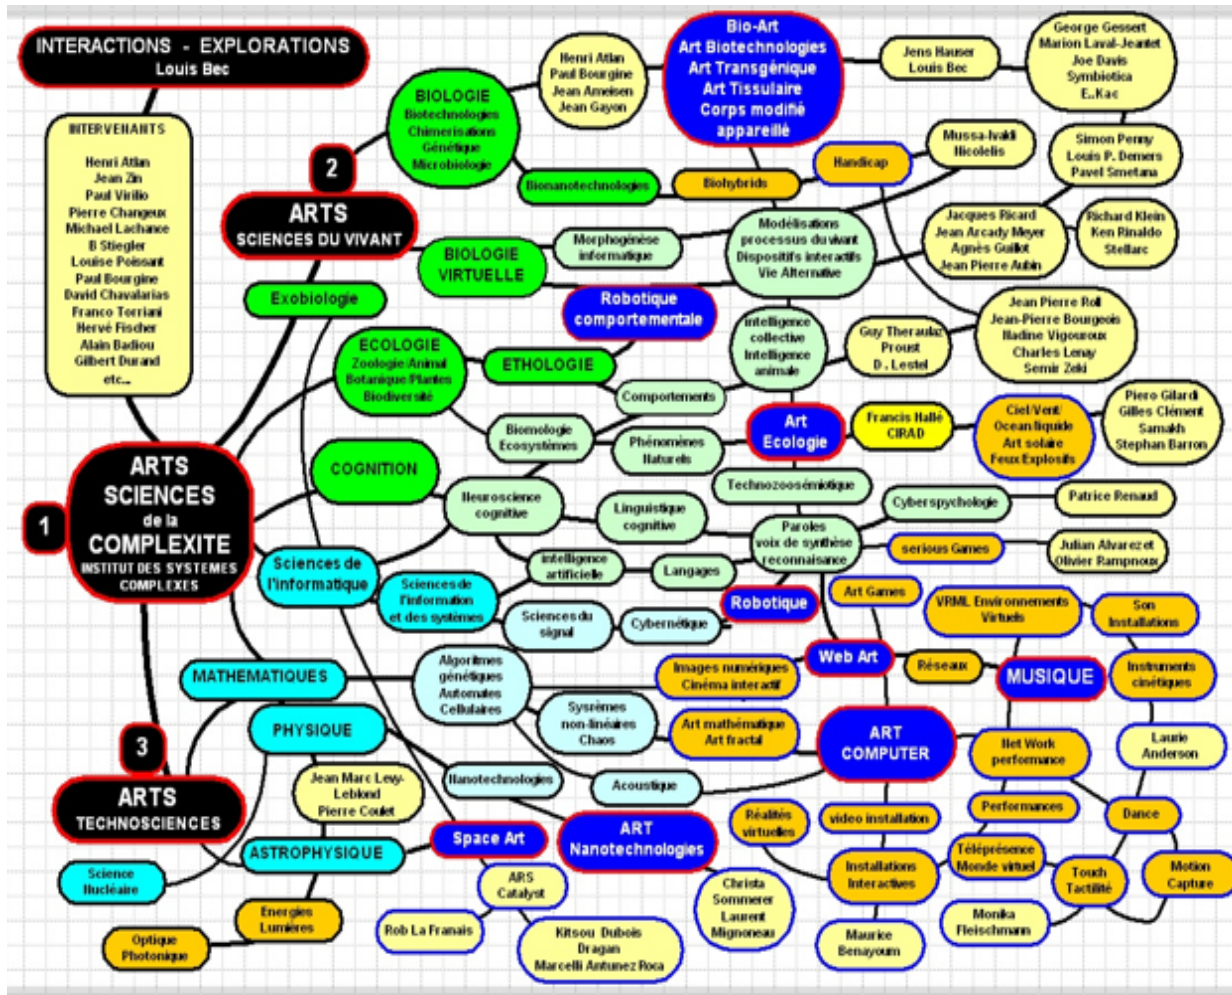 INTERACTIONS - EXPLORATIONS
Louis Bec
INTERVENANTS
Henri Atlan
Jean Zin
Paul Virilio
Pierre Changeux
Michael Lachance
B Stiegler
Louise Poissant
Paul Bourgine
David Chavalarias
Franco Torriani
Hervé Fischer
Alain Badiou
Gilbert Durand
etc...
1
ARTS
SCIENCES
de la
COMPLEXITE
INSTITUT DES SYSTEMES
COMPLEXES
2
ARTS
SCIENCES DU VIVANT
3
ARTS
TECHNOSCIENCES
Exobiologie
BIOLOGIE
Biotechnologies
Chimerisations
Génétique
Microbiologie
Henri Atlan
Paul Bourgine
Jean Ameisen
Jean Gayon
Bio-Art
Art Biotechnologies
Art Transgénique
Art Tissulaire
Corps modifié
appareillé
Jens Hauser
Louis Bec
George Gessert
Marion Laval-Jeantet
Joe Davis
Symbiotica
E..Kac
Bionanotechnologies
Biohybrids
Handicap
Mussa-Ivaldi
Nicolelis
Simon Penny
Louis P. Demers
Pavel Smetana
BIOLOGIE
VIRTUELLE
Morphogénèse
informatique
Modélisations
processus du vivant
Dispositifs interactifs
Vie Alternative
Jacques Ricard
Jean Arcady Meyer
Agnès Guillot
Jean Pierre Aubin
Richard Klein
Ken Rinaldo
Stellarc
Robotique
comportementale
ECOLOGIE
Zoologie/Animal
Botanique/Plantes
Biodiversité
ETHOLOGIE
Comportements
intelligence
collective
Intelligence
animale
Guy Theraulaz
Proust
D . Lestel
Jean Pierre Roll
Jean-Pierre Bourgeois
Nadine Vigouroux
Charles Lenay
Semir Zeki
Biomologie
Ecosystèmes
Phénomènes
Naturels
Art
Ecologie
Francis Hallé
CIRAD
Ciel/Vent/
Ocean/liquide
Art solaire
Feux Explosifs
Piero Gilardi
Gilles Clément
Samakh
Stephan Barron
COGNITION
Neuroscience
cognitive
Linguistique
cognitive
Technozoosémiotique
Paroles
voix de synthèse
reconnaisance
Cyberspychologie
Patrice Renaud
serious Games
Julian Alvarezet
Olivier Rampnoux
Sciences de
l'informatique
Sciences de
l'information
et des systèmes
intelligence
artificielle
Langages
Sciences du
signal
Cybernétique
Robotique
Art Games
VRML Environnements
Virtuels
Son
Installations
MATHEMATIQUES
Algoritmes
génétiques
Automates
Cellulaires
Images numériques
Cinéma interactif
Web Art
Réseaux
MUSIQUE
Instruments
cinétiques
Sysrèmes
non-linéaires
Chaos
Art mathématique
Art fractal
ART
COMPUTER
Net Work
performance
Laurie
Anderson
PHYSIQUE
Jean Marc Levy-
Leblond
Pierre Coulet
Nanotechnologies
Acoustique
ASTROPHYSIQUE
Space Art
ART
Nanotechnologies
Réalités
virtuelles
video installation
Performances
Dance
Science
Nucléaire
Energies
Lumières
Optique
Photonique
ARS
Catalyst
Rob La Franais
Kitsou Dubois
Dragan
Marcelli Antunez Roca
Christa
Sommerer
Laurent
Mignoneau
Installations
Interactives
Téléprésence
Monde virtuel
Touch
Tactilité
Motion
Capture
Maurice
Benayoum
Monika
Fleischmann